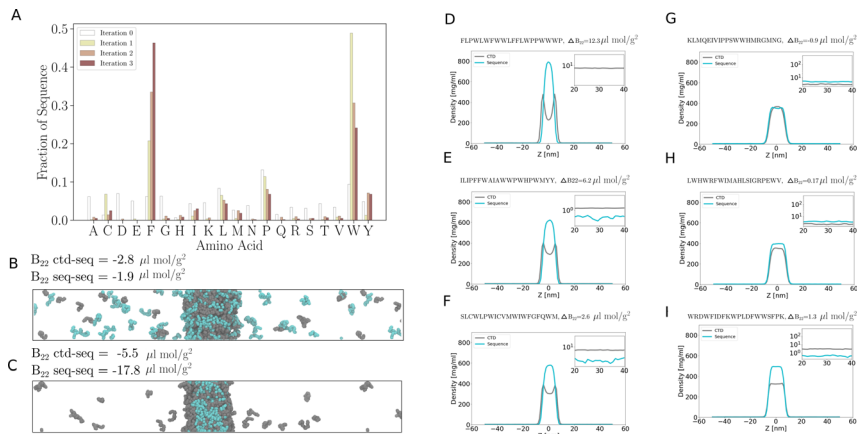 A
Fraction of Sequence
0.5
0.4
0.3
0.2
0.1
0.0
Iteration 0
Iteration 1
Iteration 2
Iteration 3
A C D E F G H I K L M N P Q R S T V W Y
Amino Acid
B
B₂₂ ctd-seq = -2.8 μl mol/g²
B₂₂ seq-seq = -1.9 μl mol/g²
C
B₂₂ ctd-seq = -5.5 μl mol/g²
B₂₂ seq-seq = -17.8 μl mol/g²
D
FLPWLWFWWLFFLWPPWWWP, △B₂₂=12.3 μl mol/g²
Density [mg/ml]
800
600
400
200
0
CTD
Sequence
10¹
20 30 40
−60 −40 −20 0 20 40 60
Z [nm]
E
ILIPFFWAIAWWPWHPWMYY, △B22=6.2 μl mol/g²
Density [mg/ml]
800
600
400
200
0
CTD
Sequence
10⁰
20 30 40
−60 −40 −20 0 20 40 60
Z [nm]
F
SLCWLPWICVMWIWFGFQWM, △B₂₂=2.6 μl mol/g²
Density [mg/ml]
800
600
400
200
0
CTD
Sequence
10¹
20 30 40
−60 −40 −20 0 20 40 60
Z [nm]
G
KLMQEIVIPPSWWHMRGMNG, △B₂₂=-0.9 μl mol/g²
Density [mg/ml]
800
600
400
200
0
CTD
Sequence
10²
10¹
20 30 40
−60 −40 −20 0 20 40 60
Z [nm]
H
LWHWRFWIMAHLSIGRPEWV, △B₂₂=0.17 μl mol/g²
Density [mg/ml]
800
600
400
200
0
CTD
Sequence
10²
10¹
20 30 40
−60 −40 −20 0 20 40 60
Z [nm]
I
WRDWFIDFKWPLDFWWSFPK, △B₂₂=1.3 μl mol/g²
Density [mg/ml]
800
600
400
200
0
CTD
Sequence
10²
10¹
10⁰
20 30 40
−60 −40 −20 0 20 40 60
Z [nm]